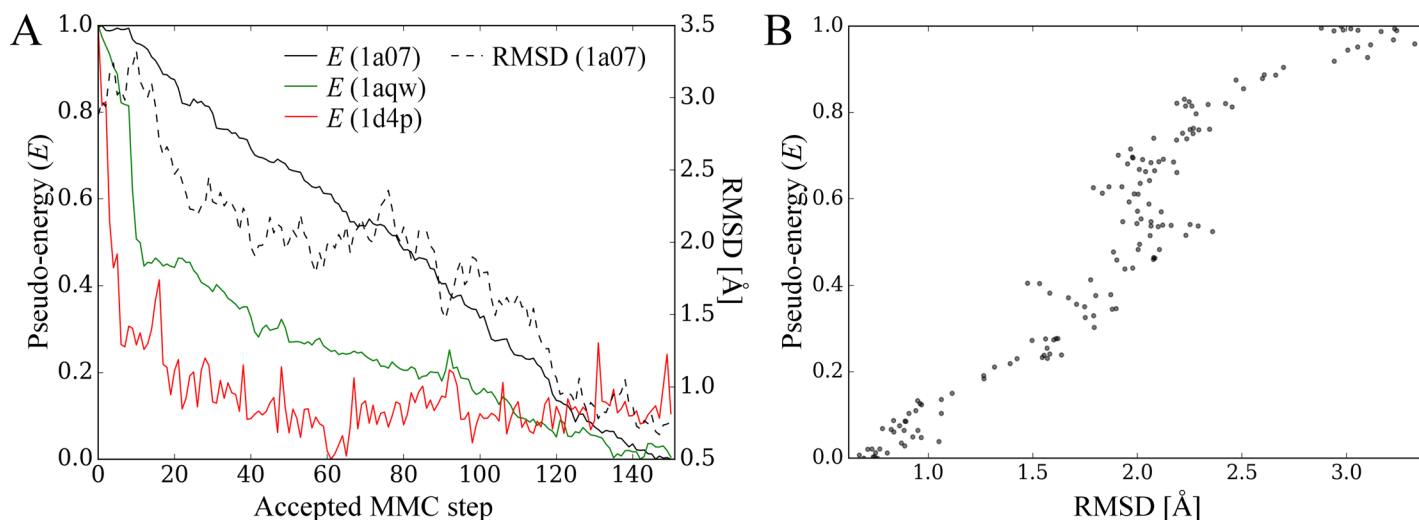 A
1.0
0.8
0.6
0.4
0.2
0.0
Pseudo-energy (E)
E (1a07)
E (1aqw)
E (1d4p)
RMSD (1a07)
3.5
3.0
2.5
2.0
1.5
1.0
0.5
RMSD [Å]
0
20
40
60
80
100
120
140
Accepted MMC step
B
1.0
0.8
0.6
0.4
0.2
0.0
Pseudo-energy (E)
1.0
1.5
2.0
2.5
3.0
RMSD [Å]